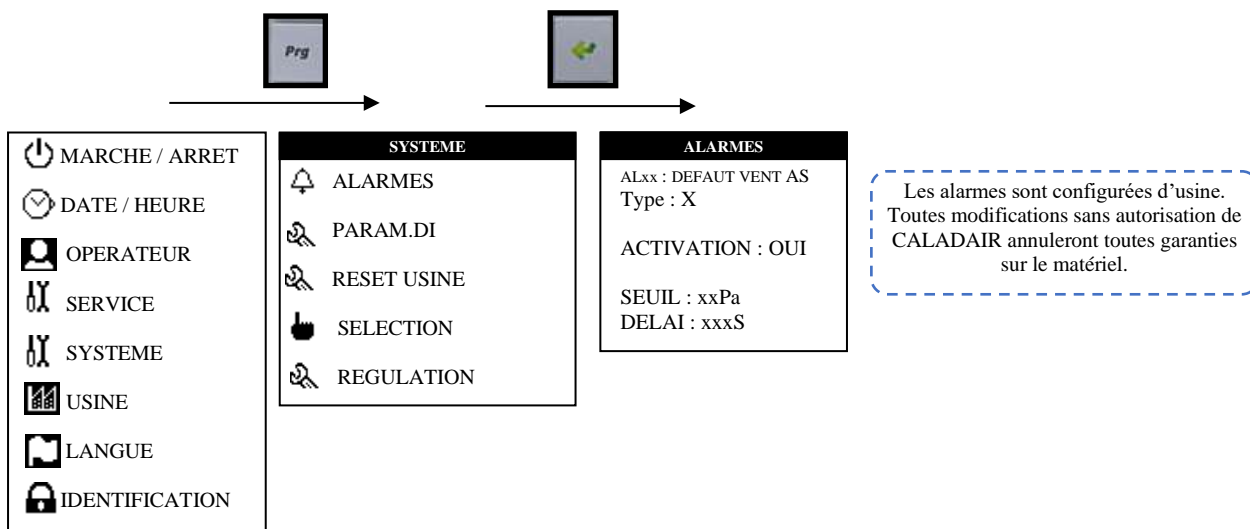 Prg
MARCHE / ARRET
DATE / HEURE
OPERATEUR
SERVICE
SYSTEME
USINE
LANGUE
IDENTIFICATION
SYSTEME
ALARMES
PARAM.DI
RESET USINE
SELECTION
REGULATION
ALARMES
ALxx : DEFAUT VENT AS
Type : X
ACTIVATION : OUI
SEUIL : xxPa
DELAI : xxxS
Les alarmes sont configurées d’usine.
Toutes modifications sans autorisation de
CALADAIR annuleront toutes garanties
sur le matériel.